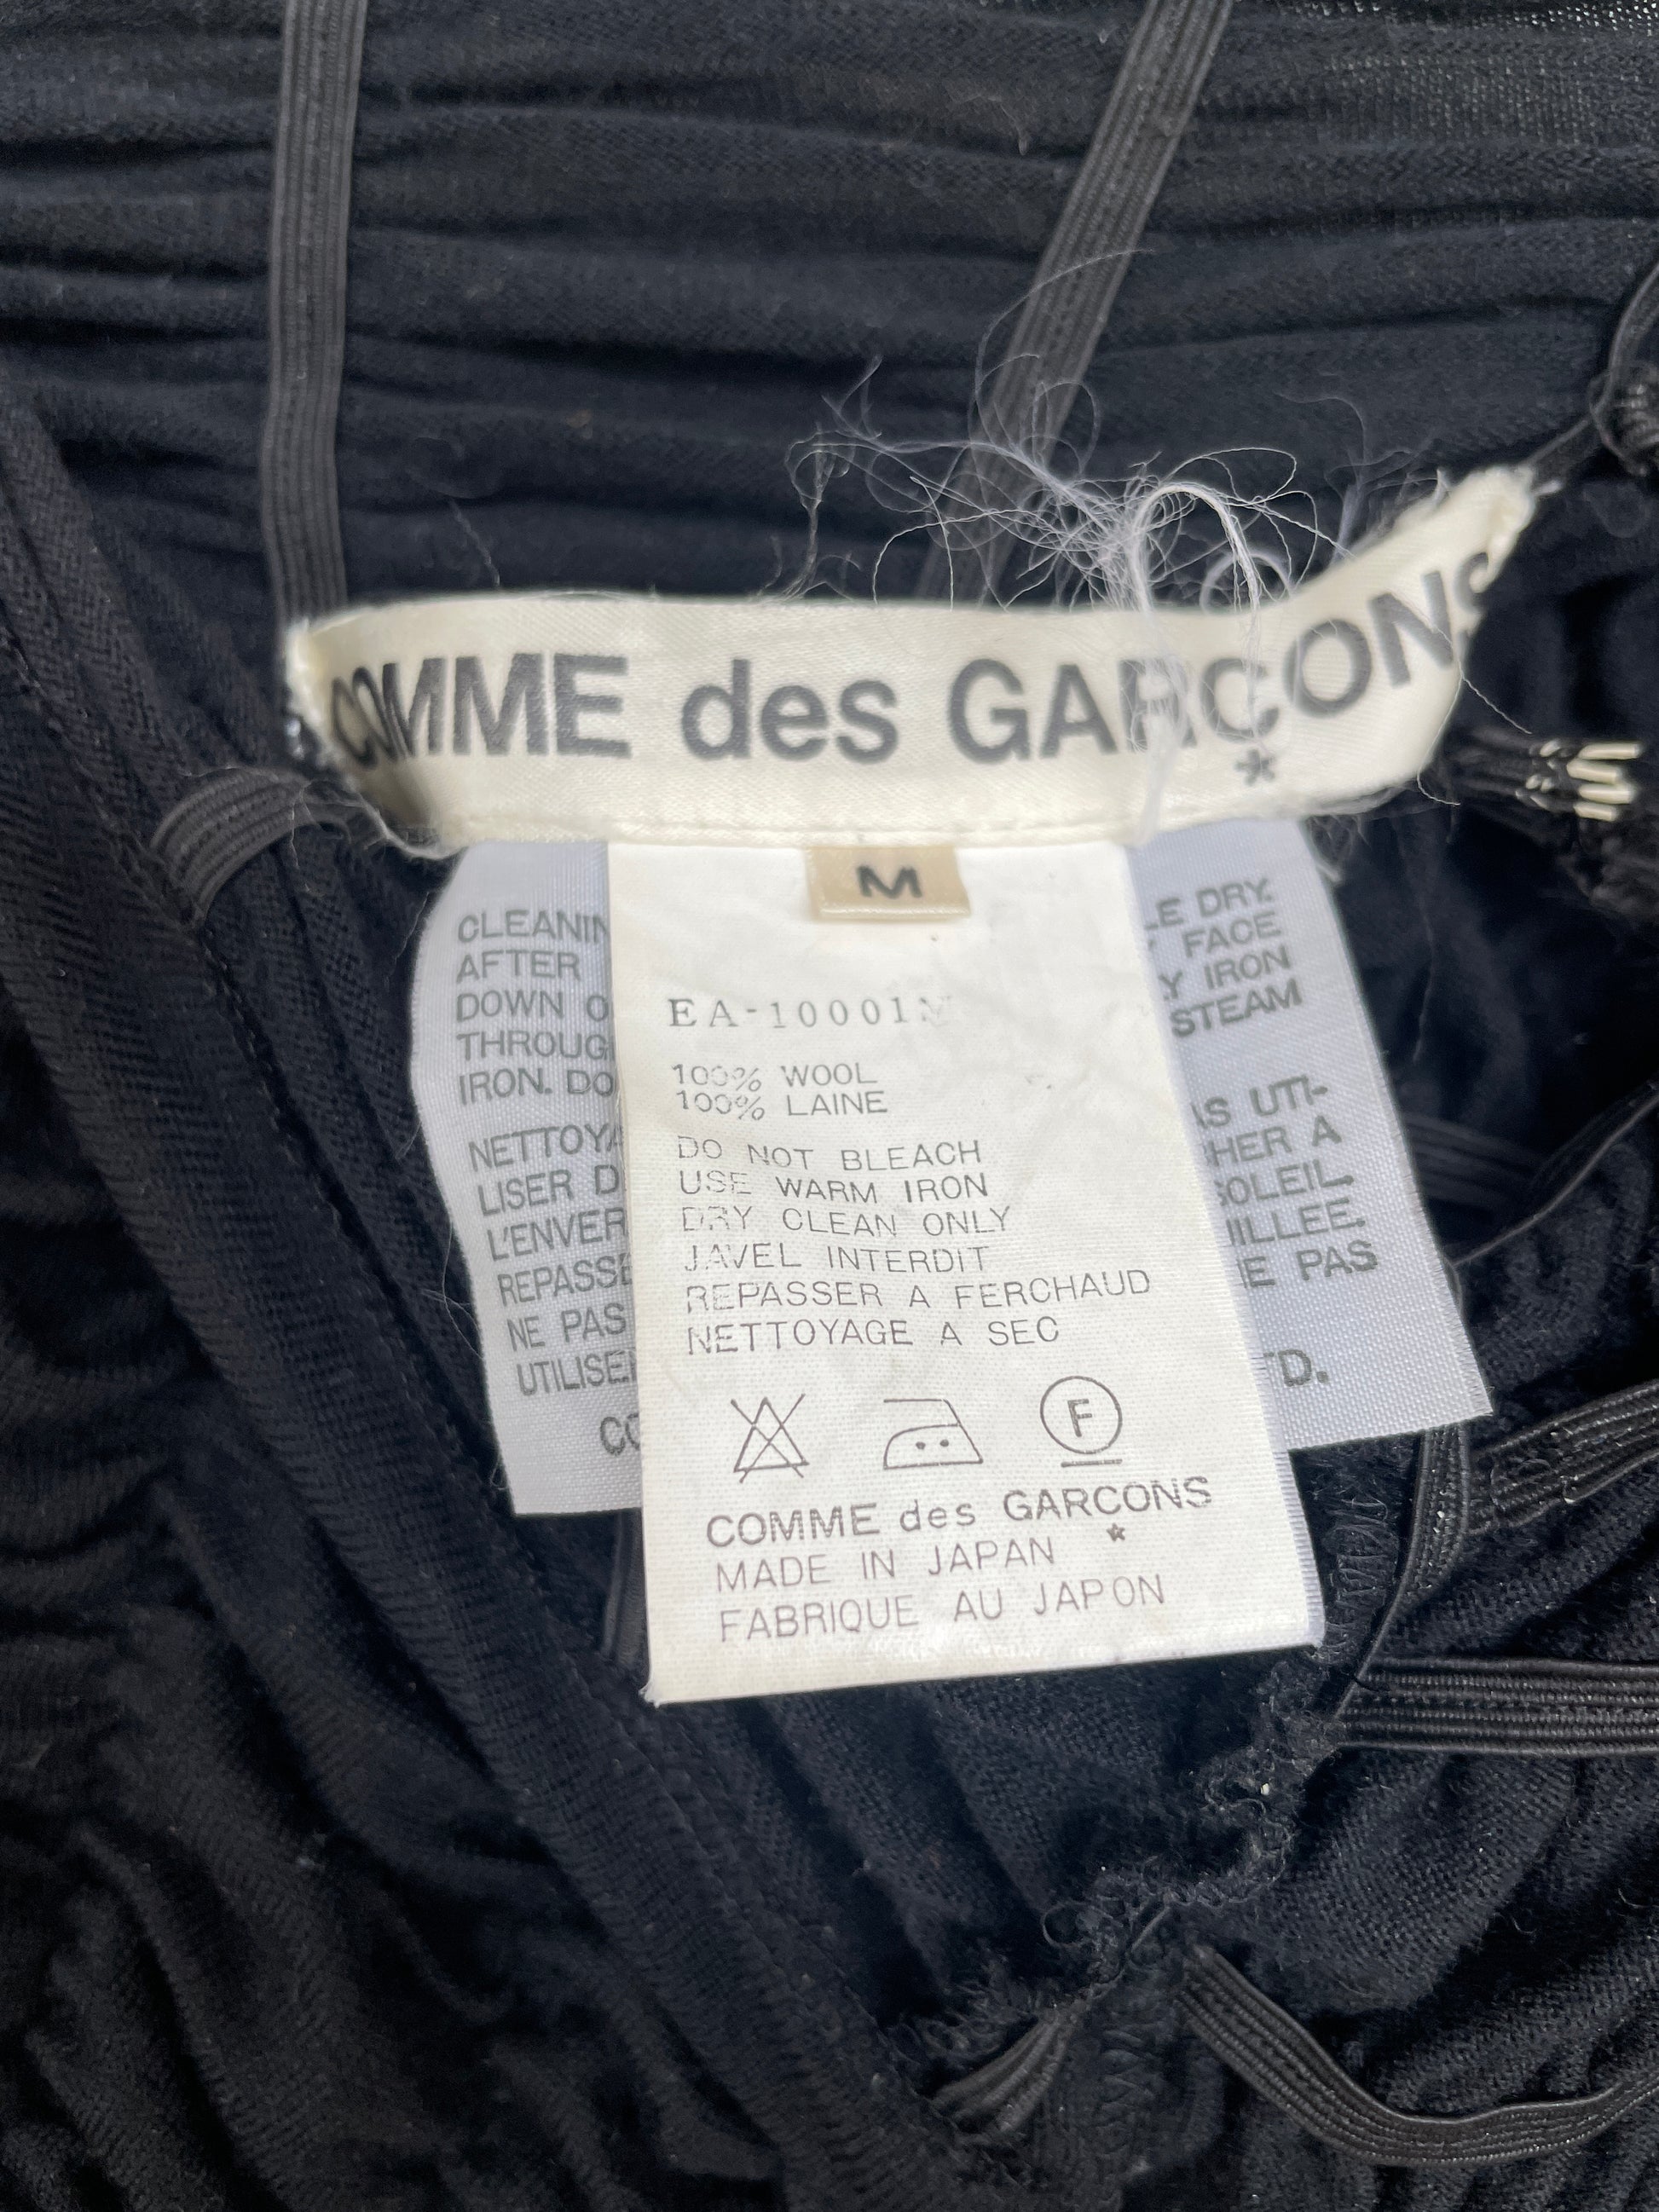 COMME des GARÇONS
*
M
CLEANIN
AFTER
DOWN O
THROUG
IRON. DO
NETTOYA
LISER D
L'ENVER
REPASSE
NE PAS
UTILISE
CO
EA-10001M
100% WOOL
100% LAINE
DO NOT BLEACH
USE WARM IRON
DRY CLEAN ONLY
JAVEL INTERDIT
REPASSER A FERCHAUD
NETTOYAGE A SEC
F
COMME des GARCONS
*
MADE IN JAPAN
FABRIQUE AU JAPON
LE DRY.
FACE
Y IRON
STEAM
AS UTI-
HER A
SOLEIL.
ILLEE.
E PAS
TD.